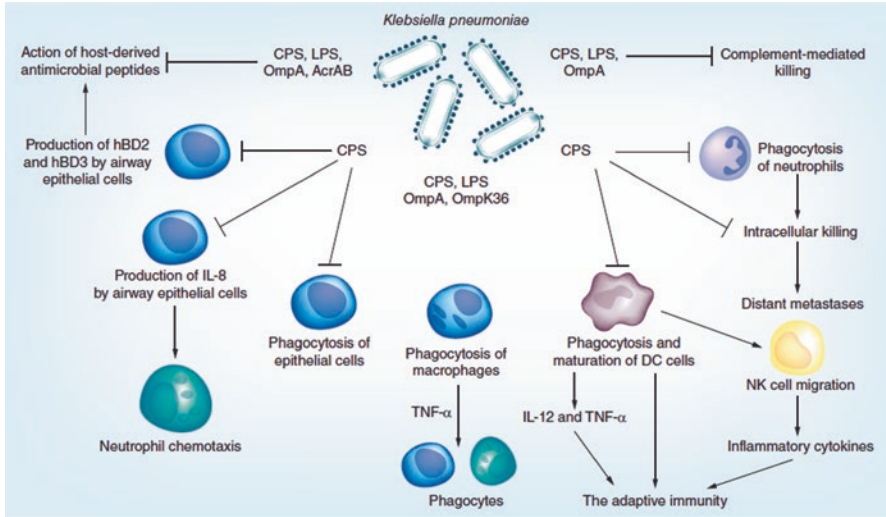 Klebsiella pneumoniae
Action of host-derived
antimicrobial peptides
CPS, LPS,
OmpA, AcrAB
CPS, LPS,
OmpA
Complement-mediated
killing
Production of hBD2
and hBD3 by airway
epithelial cells
CPS
CPS
Phagocytosis
of neutrophils
CPS, LPS
OmpA, OmpK36
Intracellular killing
Production of IL-8
by airway epithelial cells
Distant metastases
Phagocytosis of
epithelial cells
Phagocytosis of
macrophages
Phagocytosis and
maturation of DC cells
NK cell migration
TNF-α
IL-12 and TNF-α
Neutrophil chemotaxis
Inflammatory cytokines
Phagocytes
The adaptive immunity